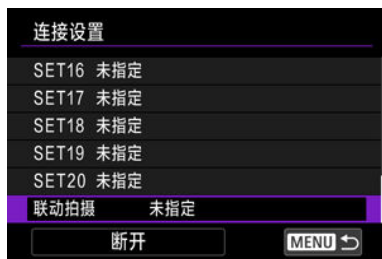 连接设置
SET16 未指定
SET17 未指定
SET18 未指定
SET19 未指定
SET20 未指定
联动拍摄 未指定
断开 MENU